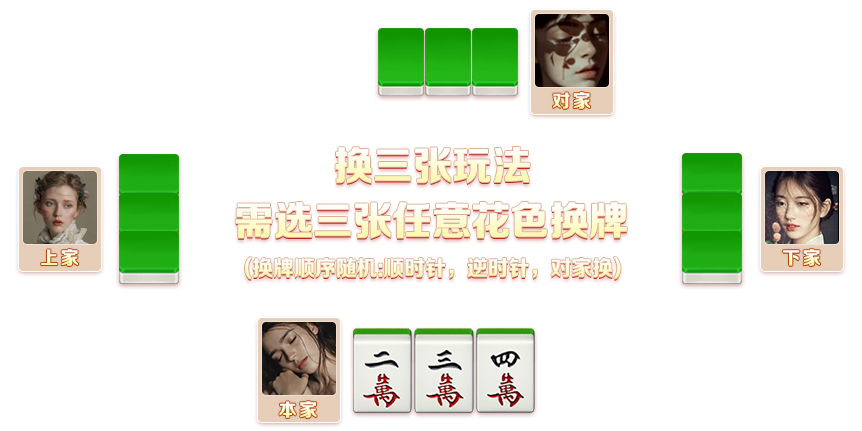 对家
换三张玩法
上家
需选三张任意花色换牌
下家
(换牌顺序随机:顺时针，逆时针，对家换)
本家
二萬 三萬 四萬